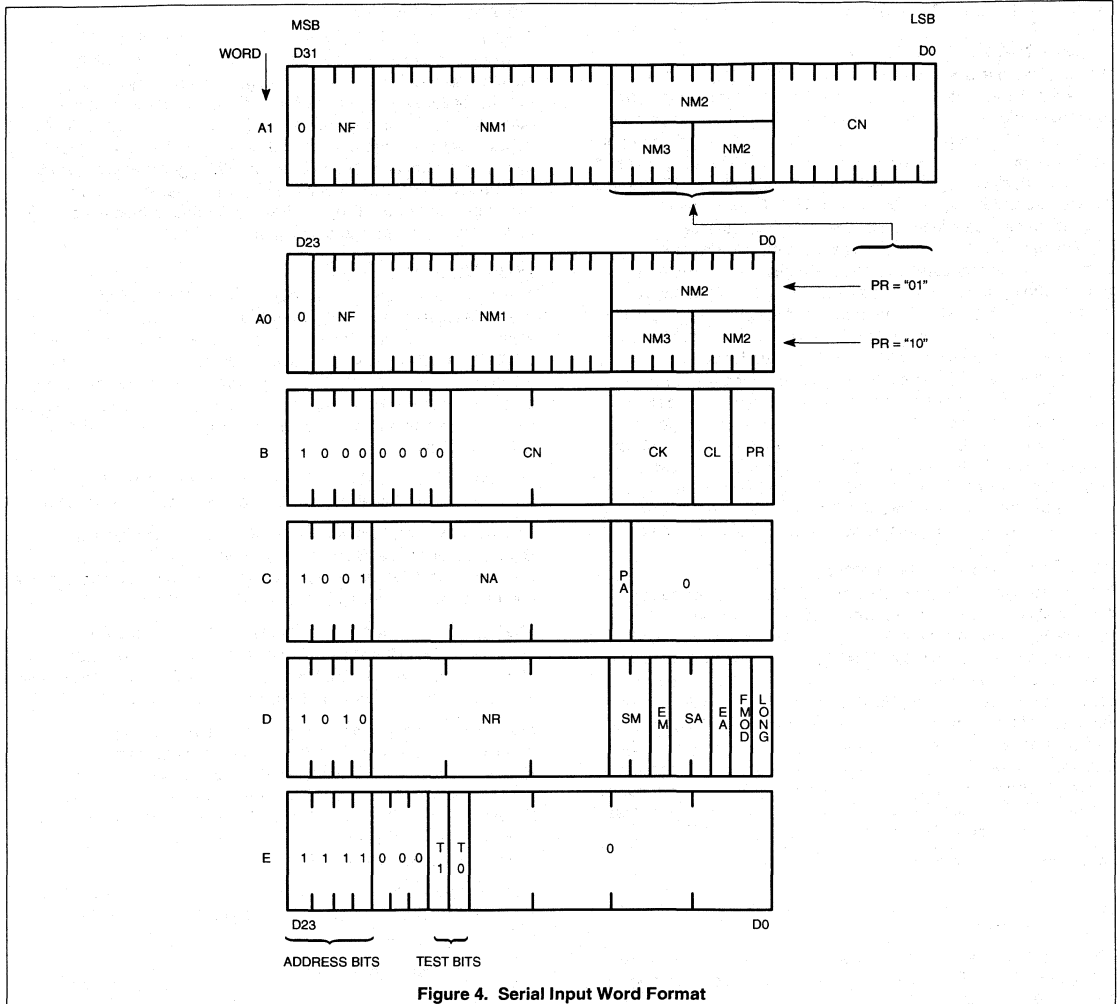 MSB LSB
WORD D31 D0
NM2
A1 0 NF NM1 CN
NM3 NM2
D23 D0
NM2 PR = “01”
A0 0 NF NM1
NM3 NM2 PR = “10”
B 1 0 0 0 0 0 0 0 CN CK CL PR
C 1 0 0 1 NA PA 0
D 1 0 1 0 NR SM EM SA EA FMOD LONG
E 1 1 1 1 0 0 0 T1 T0 0
D23 D0
ADDRESS BITS TEST BITS
Figure 4. Serial Input Word Format